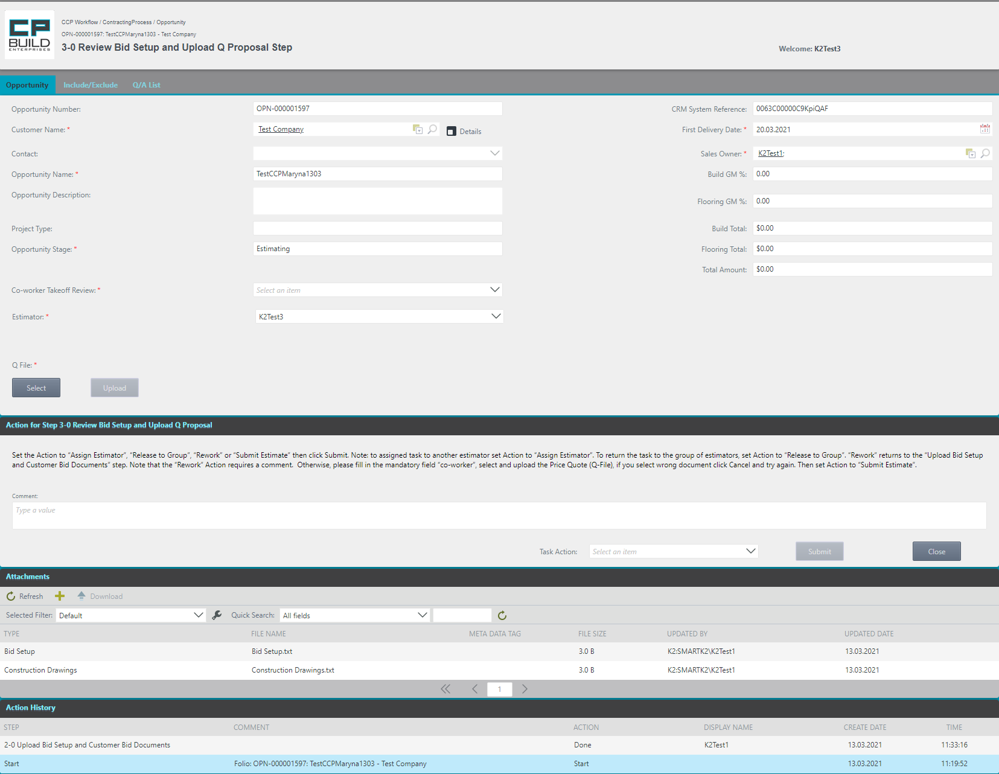 CP
BUILD
ENTERPRISES
CCP Workflow / ContractingProcess / Opportunity
OPN-000001597: TestCCPMaryna1303 - Test Company
3-0 Review Bid Setup and Upload Q Proposal Step
Welcome: K2Test3
Opportunity Include/Exclude Q/A List
Opportunity Number: OPN-000001597 CRM System Reference: 0063C00000C9KpiQAF
Customer Name: * Test Company Details First Delivery Date: * 20.03.2021
Contact: Sales Owner: * K2Test1;
Opportunity Name: * TestCCPMaryna1303 Build GM %: 0.00
Opportunity Description: Flooring GM %: 0.00
Project Type: Build Total: $0.00
Opportunity Stage: * Estimating Flooring Total: $0.00
Total Amount: $0.00
Co-worker Takeoff Review: * Select an item
Estimator: * K2Test3
Q File: *
Select Upload
Action for Step 3-0 Review Bid Setup and Upload Q Proposal
Set the Action to "Assign Estimator", "Release to Group", "Rework" or "Submit Estimate" then click Submit. Note: to assigned task to another estimator set Action to "Assign Estimator". To return the task to the group of estimators, set Action to "Release to Group". "Rework" returns to the "Upload Bid Setup
and Customer Bid Documents" step. Note that the "Rework" Action requires a comment. Otherwise, please fill in the mandatory field "co-worker", select and upload the Price Quote (Q-File), if you select wrong document click Cancel and try again. Then set Action to "Submit Estimate".
Comment:
Type a value
Task Action: Select an item Submit Close
Attachments
Refresh Download
Selected Filter: Default Quick Search: All fields
TYPE FILE NAME META DATA TAG FILE SIZE UPDATED BY UPDATED DATE
Bid Setup Bid Setup.txt 3.0 B K2:SMARTK2\K2Test1 13.03.2021
Construction Drawings Construction Drawings.txt 3.0 B K2:SMARTK2\K2Test1 13.03.2021
1
Action History
STEP COMMENT ACTION DISPLAY NAME CREATE DATE TIME
2-0 Upload Bid Setup and Customer Bid Documents Done K2Test1 13.03.2021 11:33:16
Start Folio: OPN-000001597: TestCCPMaryna1303 - Test Company Start 13.03.2021 11:19:52